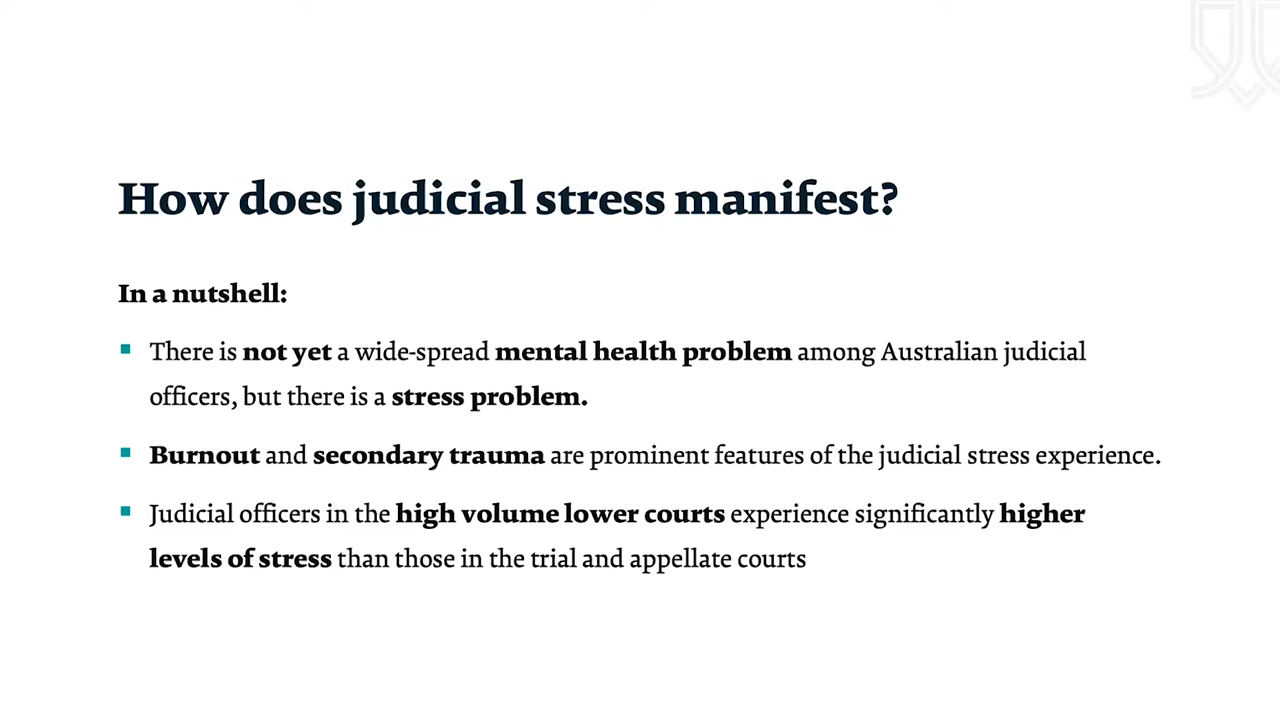 How does judicial stress manifest?
In a nutshell:
There is not yet a wide-spread mental health problem among Australian judicial
officers, but there is a stress problem.
Burnout and secondary trauma are prominent features of the judicial stress experience.
Judicial officers in the high volume lower courts experience significantly higher
levels of stress than those in the trial and appellate courts